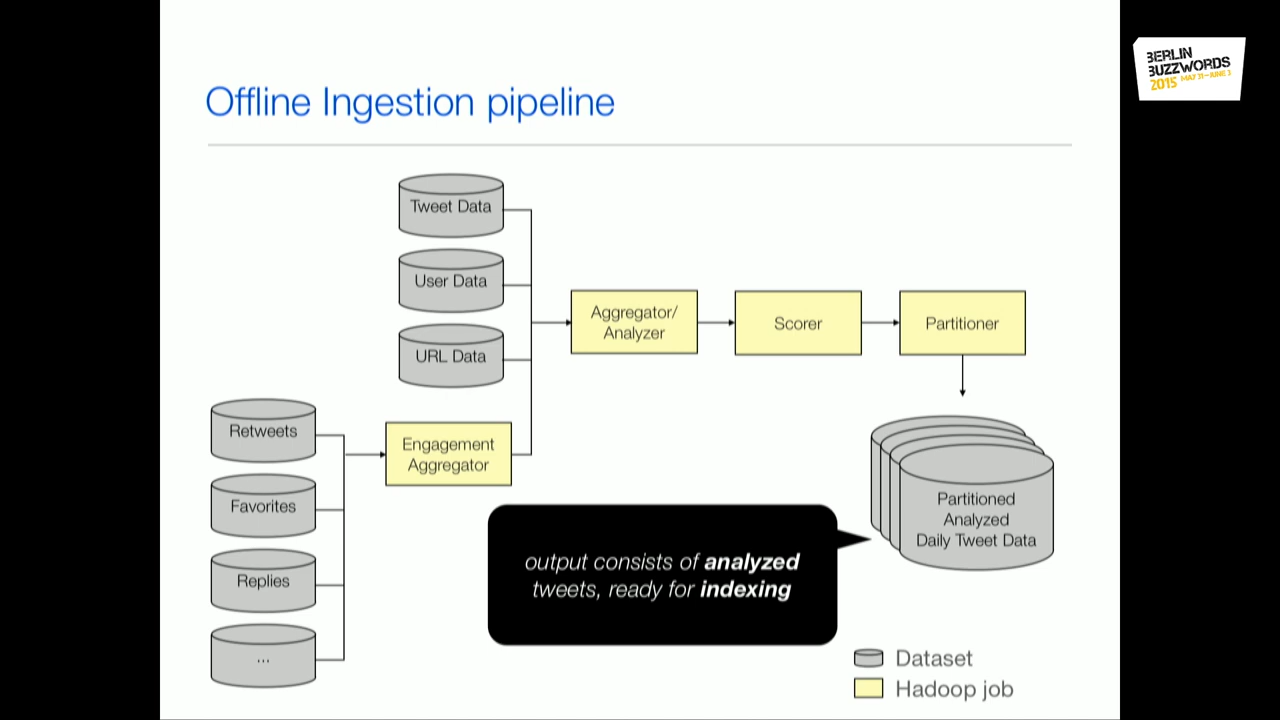 BERLIN
BUZZWORDS
2015 MAY 31-JUNE 3
Offline Ingestion pipeline
Tweet Data
User Data
URL Data
Aggregator/
Analyzer
Scorer
Partitioner
Retweets
Favorites
Replies
...
Engagement
Aggregator
Partitioned
Analyzed
Daily Tweet Data
output consists of analyzed
tweets, ready for indexing
Dataset
Hadoop job